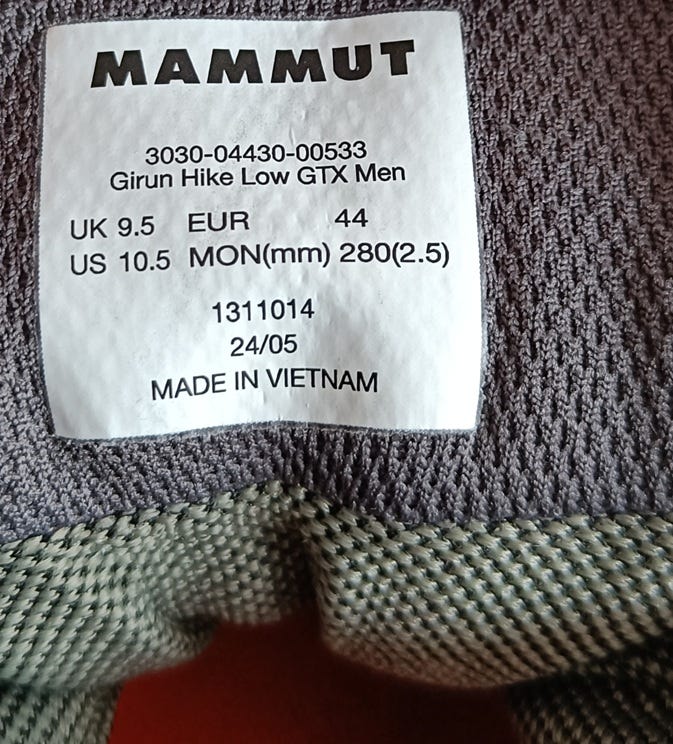 MAMMUT
3030-04430-00533
Girun Hike Low GTX Men
UK 9.5 EUR 44
US 10.5 MON(mm) 280(2.5)
1311014
24/05
MADE IN VIETNAM